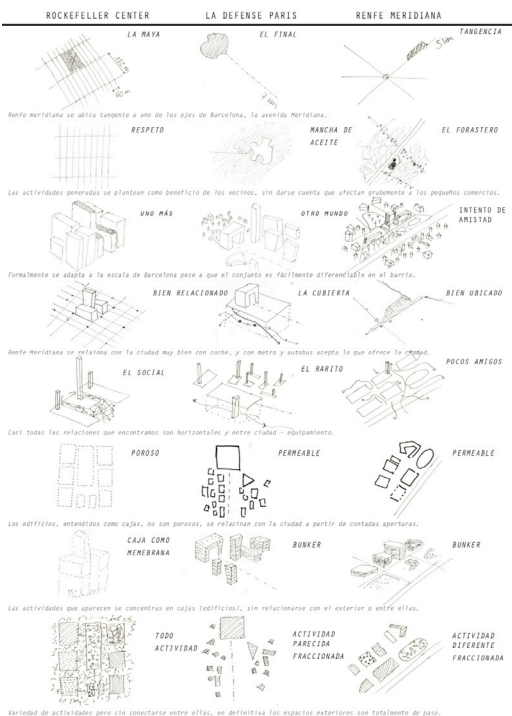 ROCKEFELLER CENTER
LA DEFENSE PARIS
RENFE MERIDIANA
LA MAYA
EL FINAL
TANGENCIA
60 m
7 km
5 km
Renfe meridiana se ubica tangente a uno de los ejes de Barcelona, la avenida Meridiana.
RESPETO
MANCHA DE
ACEITE
EL FORASTERO
Las actividades generadas se plantean como beneficio de los vecinos, sin darse cuenta que afectan grabemente a los pequeños comercios.
UNO MÁS
OTRO MUNDO
INTENTO DE
AMISTAD
Formalmente se adapta a la escala de Barcelona pese a que el conjunto es fácilmente diferenciable en el barrio.
BIEN RELACIONADO
LA CUBIERTA
BIEN UBICADO
Renfe Meridiana se relaiona con la ciudad muy bien con coche, y con metro y autobus acepta lo que ofrece la ciudad.
EL SOCIAL
EL RARITO
POCOS AMIGOS
Casi todas las relaciones que encontramos son horizontales y entre ciudad - equipamiento.
POROSO
PERMEABLE
PERMEABLE
Los edificios, entendidos como cajas, no son porosos, se relacinan con la ciudad a partir de contadas aperturas.
CAJA COMO
MEMEBRANA
BUNKER
BUNKER
Las actividades que aparecen se concentras en cajas (edificios), sin relacionarse con el exterior o entre ellas.
TODO
ACTIVIDAD
ACTIVIDAD
PARECIDA
FRACCIONADA
ACTIVIDAD
DIFERENTE
FRACCIONADA
Variedad de actividades pero sin conectarse entre ellas, en definitiva los espacios exteriores son totalmente de paso.